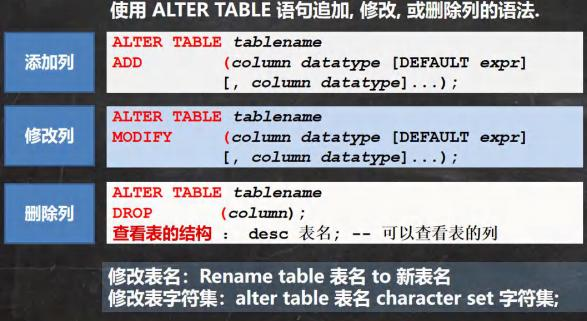 使用 ALTER TABLE 语句追加, 修改, 或删除列的语法.
添加列
ALTER TABLE tablename
ADD (column datatype [DEFAULT expr]
[, column datatype]...);
修改列
ALTER TABLE tablename
MODIFY (column datatype [DEFAULT expr]
[, column datatype]...);
删除列
ALTER TABLE tablename
DROP (column);
查看表的结构 : desc 表名; -- 可以查看表的列
修改表名：Rename table 表名 to 新表名
修改表字符集：alter table 表名 character set 字符集;